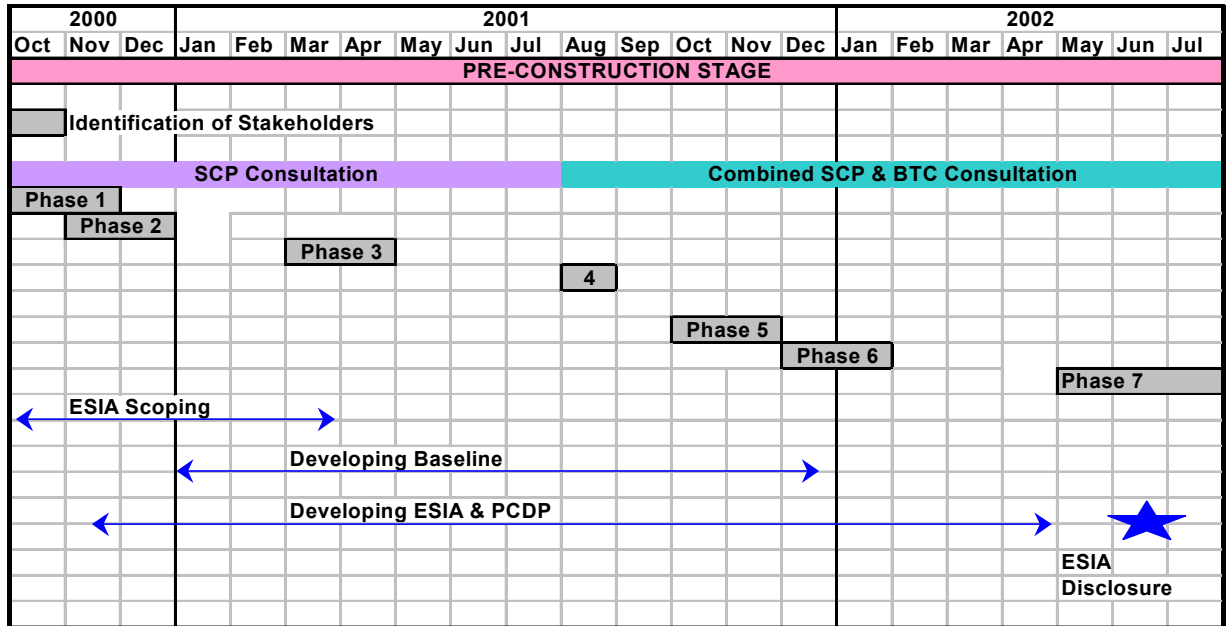 2000 2001 2002
Oct Nov Dec Jan Feb Mar Apr May Jun Jul Aug Sep Oct Nov Dec Jan Feb Mar Apr May Jun Jul
PRE-CONSTRUCTION STAGE
Identification of Stakeholders
SCP Consultation Combined SCP & BTC Consultation
Phase 1
Phase 2
Phase 3
4
Phase 5
Phase 6
Phase 7
ESIA Scoping
Developing Baseline
Developing ESIA & PCDP
ESIA
Disclosure